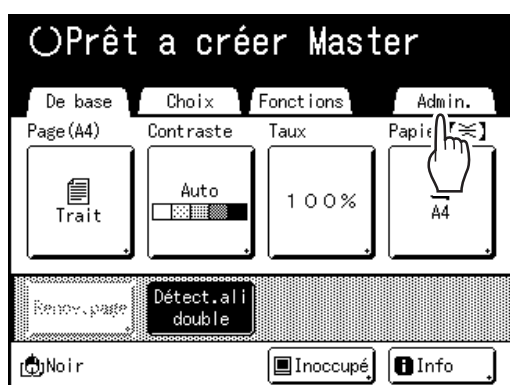 Prêt a créer Master
De base Choix Fonctions Admin.
Page(A4) Contraste Taux Papie【】
Trait Auto 100% A4
Renov.page Détect.ali double
Noir Inoccupé Info